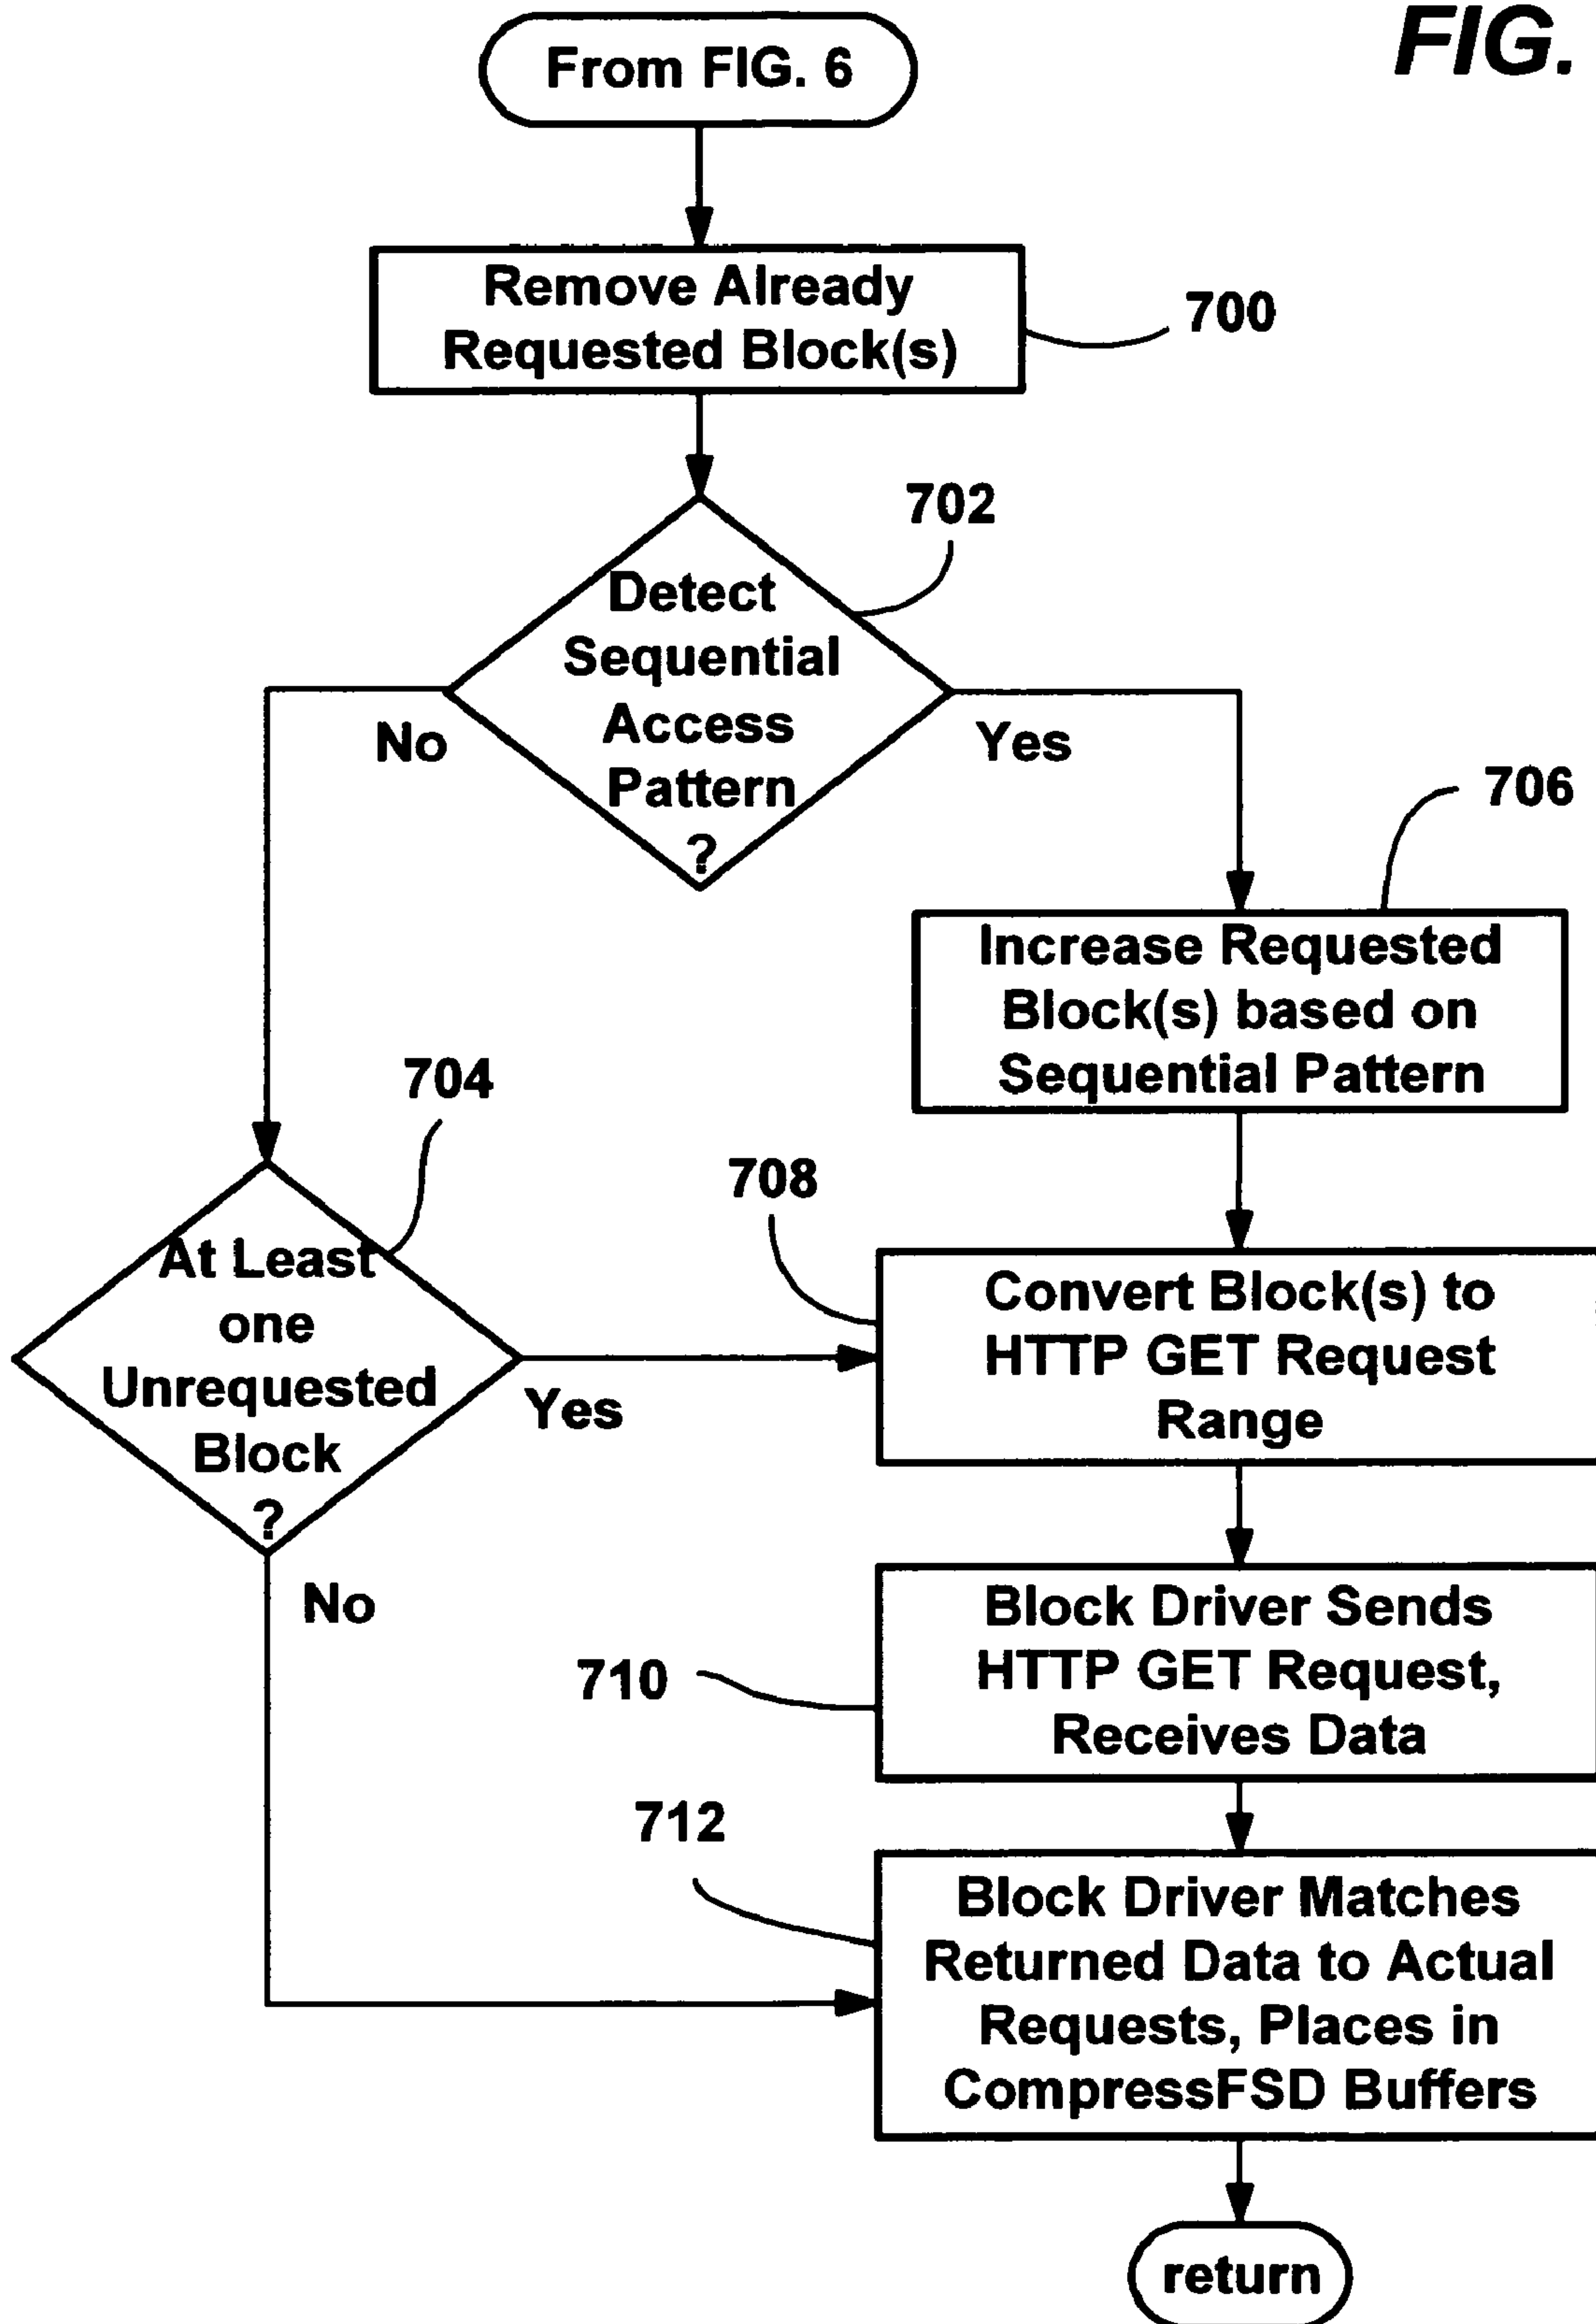 FIG.
From FIG. 6
Remove Already
Requested Block(s)
700
702
Detect
Sequential
Access
Pattern
?
No
Yes
706
Increase Requested
Block(s) based on
Sequential Pattern
704
708
At Least
one
Unrequested
Block
?
Yes
No
Convert Block(s) to
HTTP GET Request
Range
710
Block Driver Sends
HTTP GET Request,
Receives Data
712
Block Driver Matches
Returned Data to Actual
Requests, Places in
CompressFSD Buffers
return